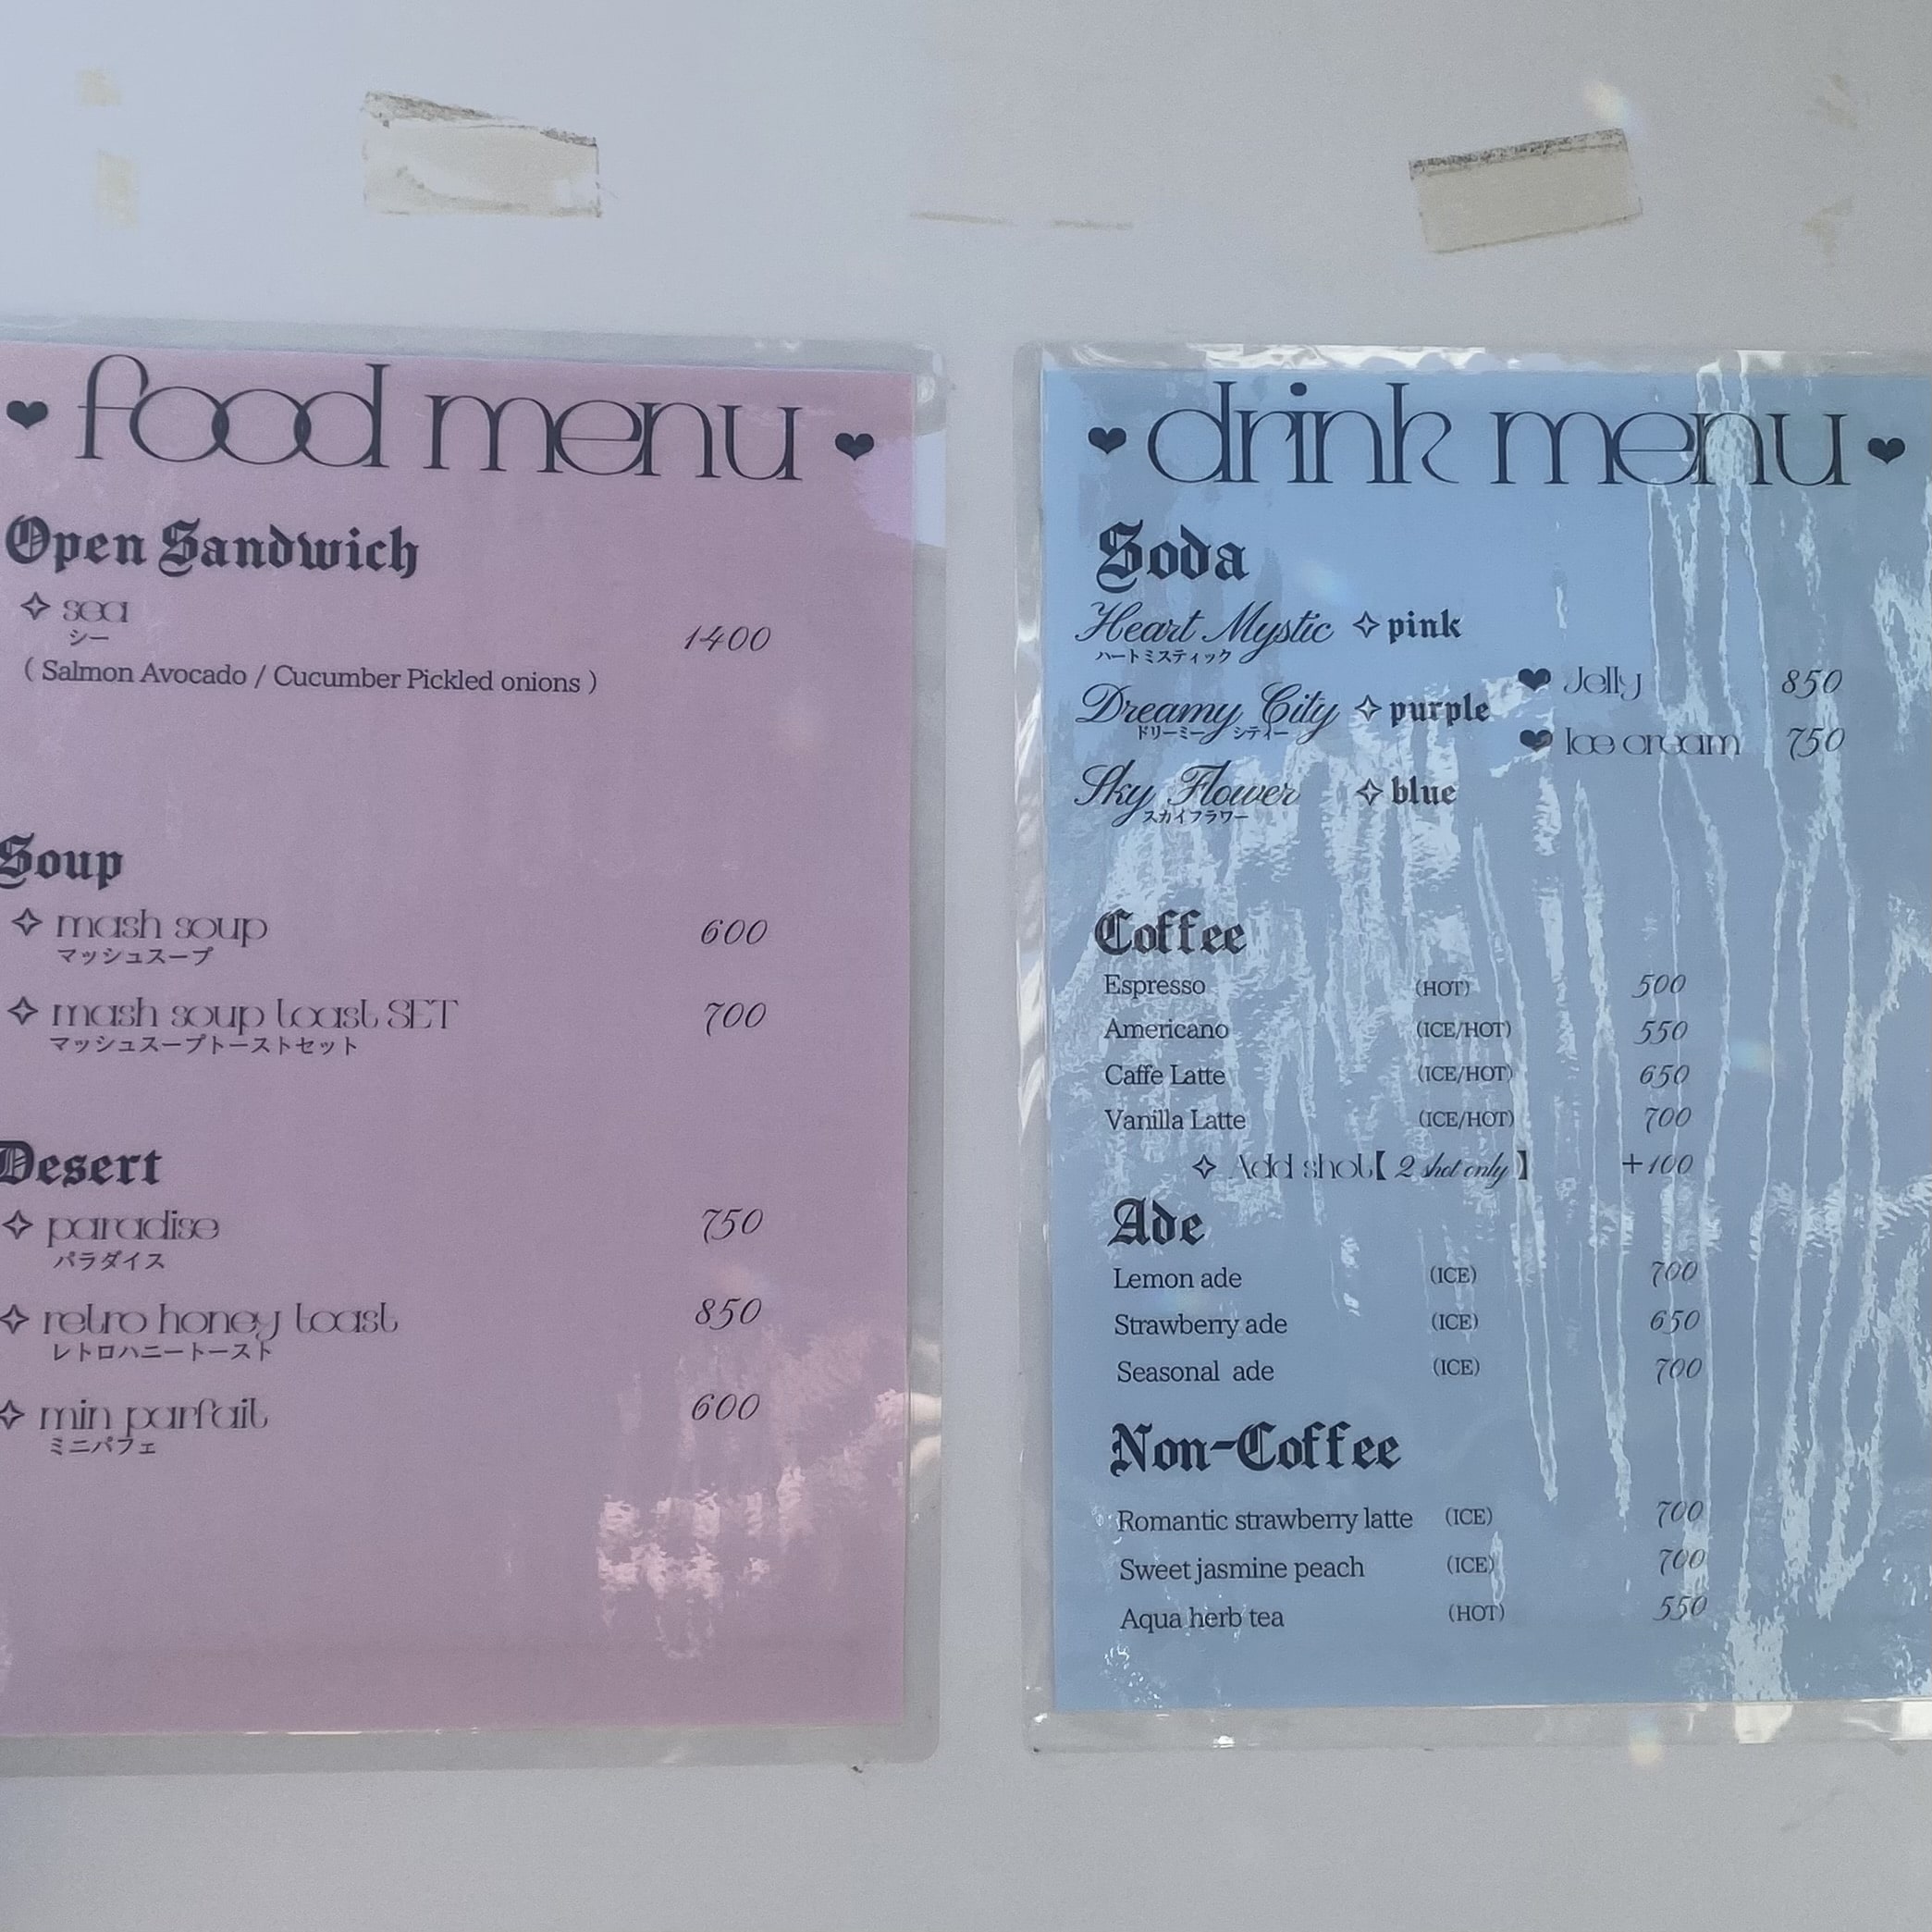 ❤ food menu ❤
Open Sandwich
✧ sea 1400
シー
( Salmon Avocado / Cucumber Pickled onions )
Soup
✧ mash soup 600
マッシュスープ
✧ mash soup toast SET 700
マッシュスープトーストセット
Desert
✧ paradise 750
パラダイス
✧ retro honey toast 850
レトロハニートースト
✧ min parfait 600
ミニパフェ
❤ drink menu ❤
Soda
Heart Mystic ✧ pink
ハートミスティック
❤ Jelly 850
Dreamy City ✧ purple
ドリーミー シティー
❤ Ice cream 750
Sky Flower ✧ blue
スカイフラワー
Coffee
Espresso (HOT) 500
Americano (ICE/HOT) 550
Caffe Latte (ICE/HOT) 650
Vanilla Latte (ICE/HOT) 700
✧ Add shot【 2 shot only 】 +100
Ade
Lemon ade (ICE) 700
Strawberry ade (ICE) 650
Seasonal ade (ICE) 700
Non-Coffee
Romantic strawberry latte (ICE) 700
Sweet jasmine peach (ICE) 700
Aqua herb tea (HOT) 550